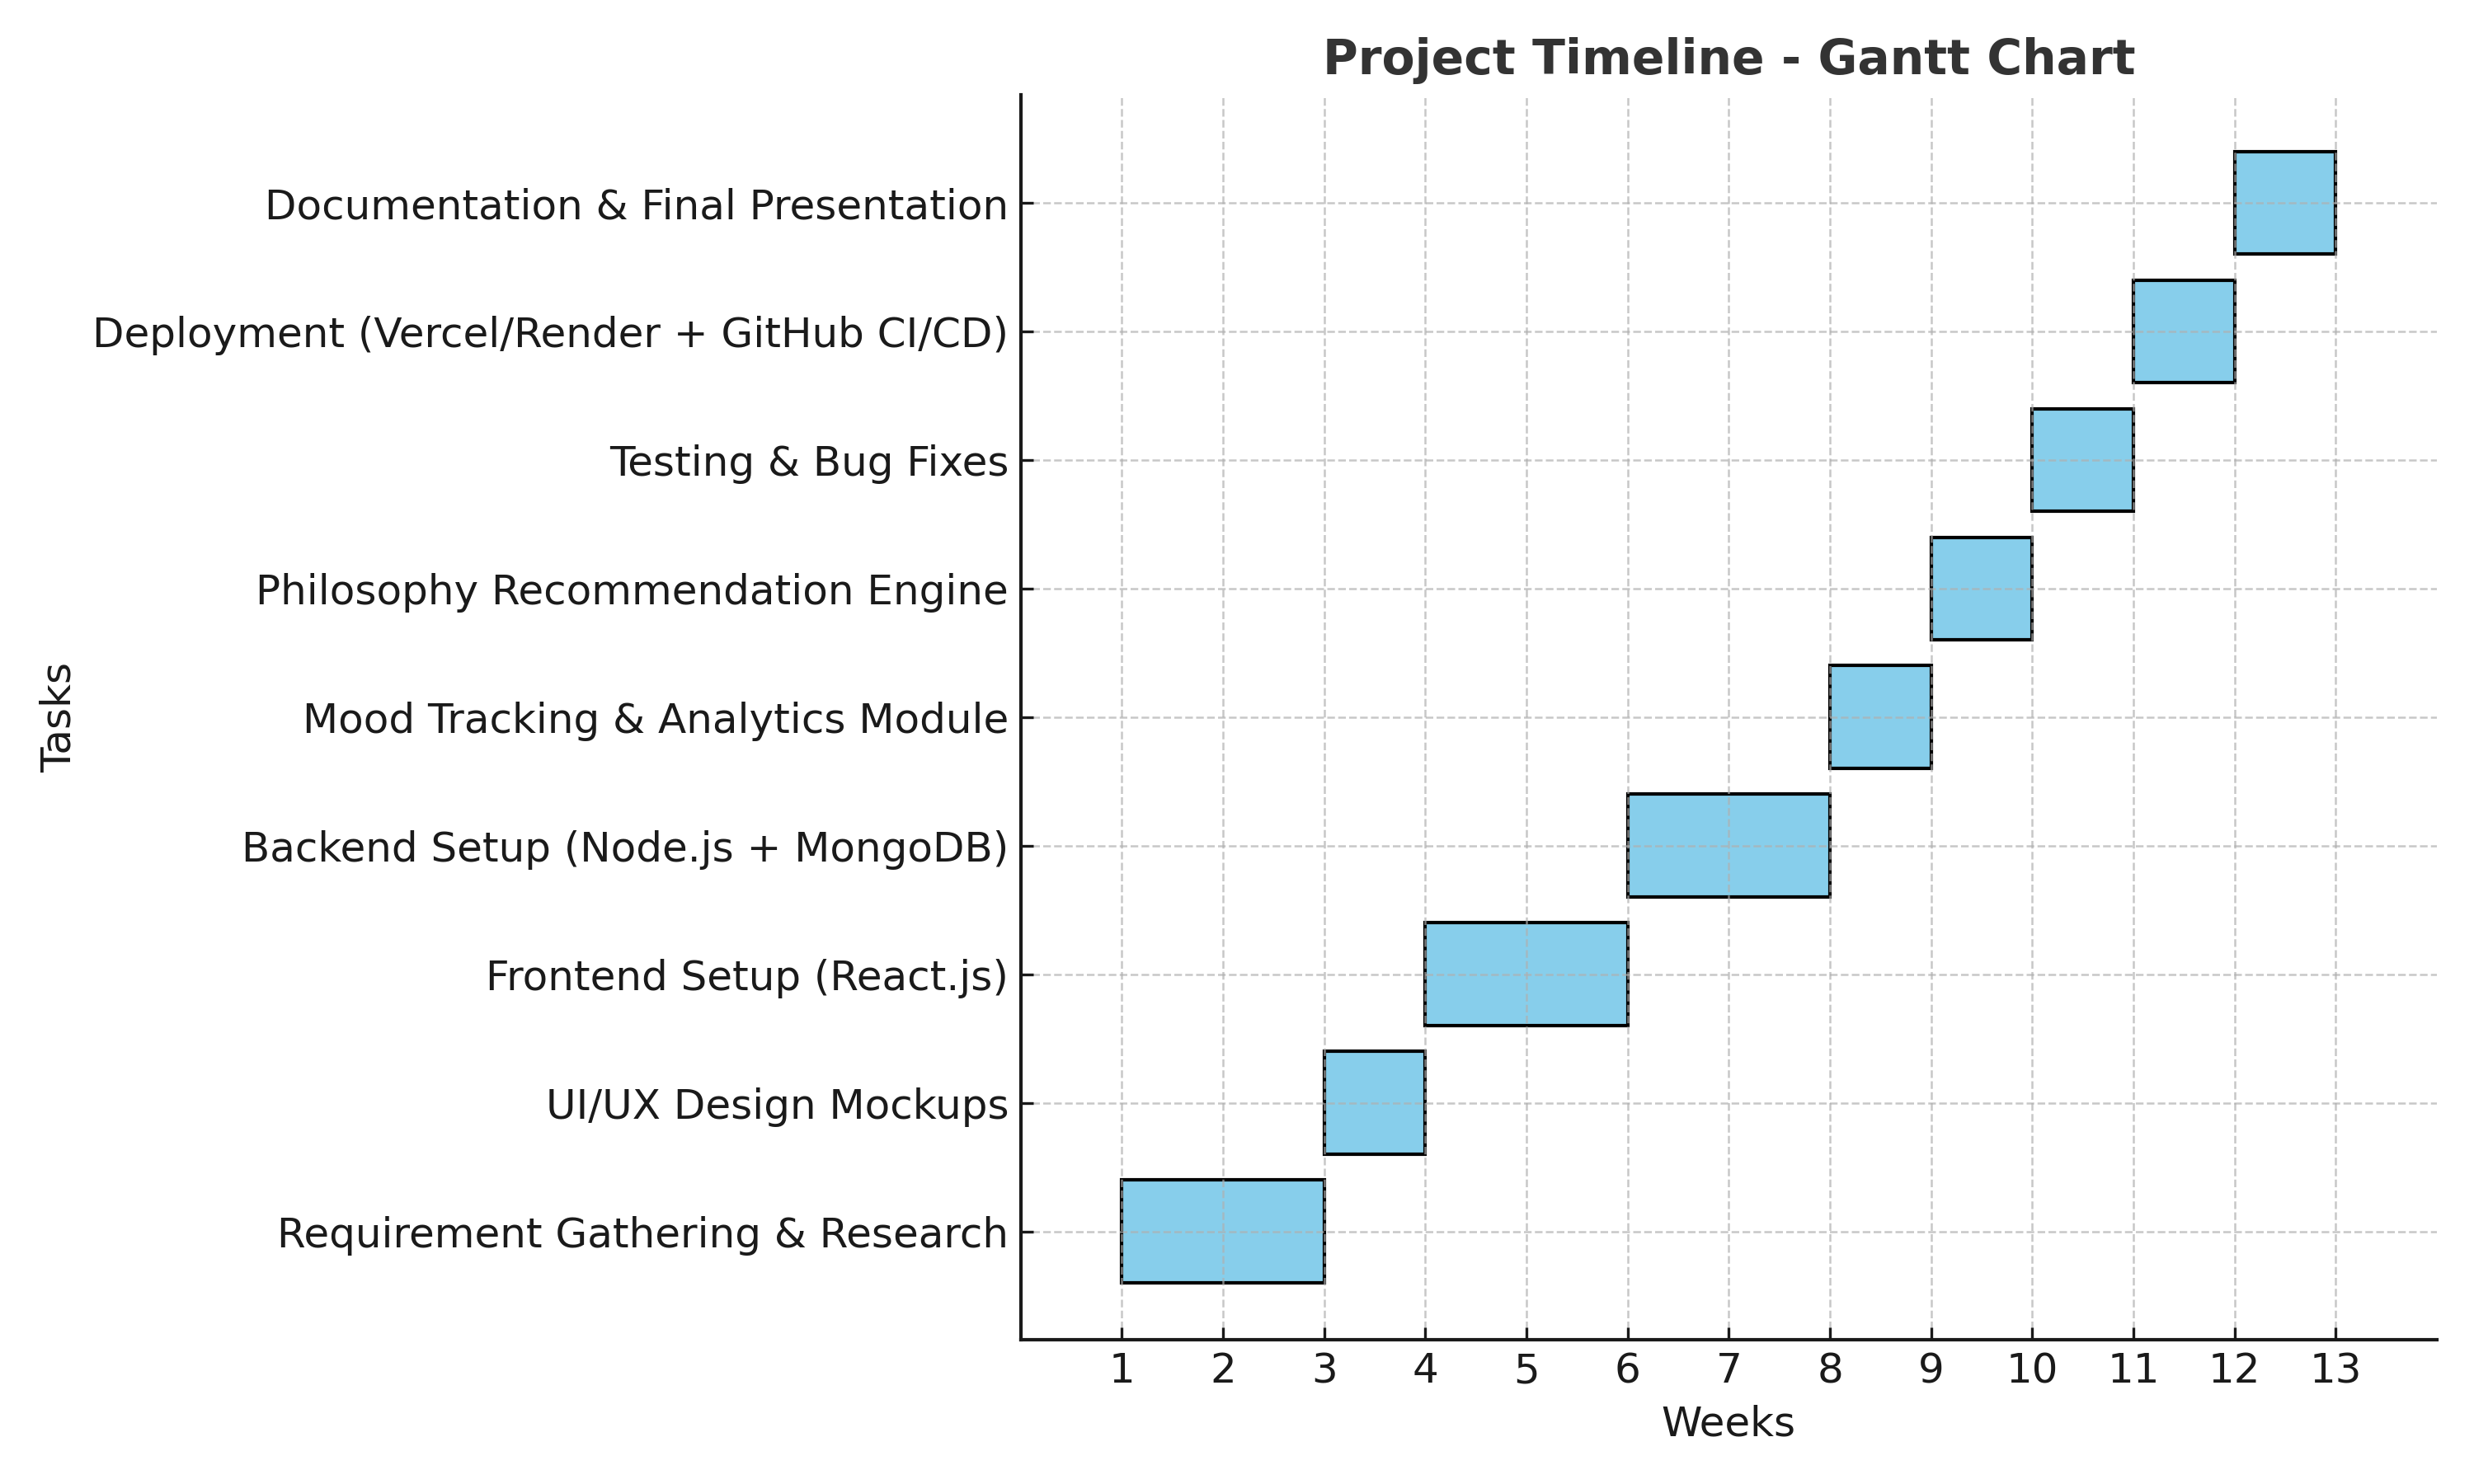 Project Timeline - Gantt Chart
Tasks
Documentation & Final Presentation
Deployment (Vercel/Render + GitHub CI/CD)
Testing & Bug Fixes
Philosophy Recommendation Engine
Mood Tracking & Analytics Module
Backend Setup (Node.js + MongoDB)
Frontend Setup (React.js)
UI/UX Design Mockups
Requirement Gathering & Research
1 2 3 4 5 6 7 8 9 10 11 12 13
Weeks